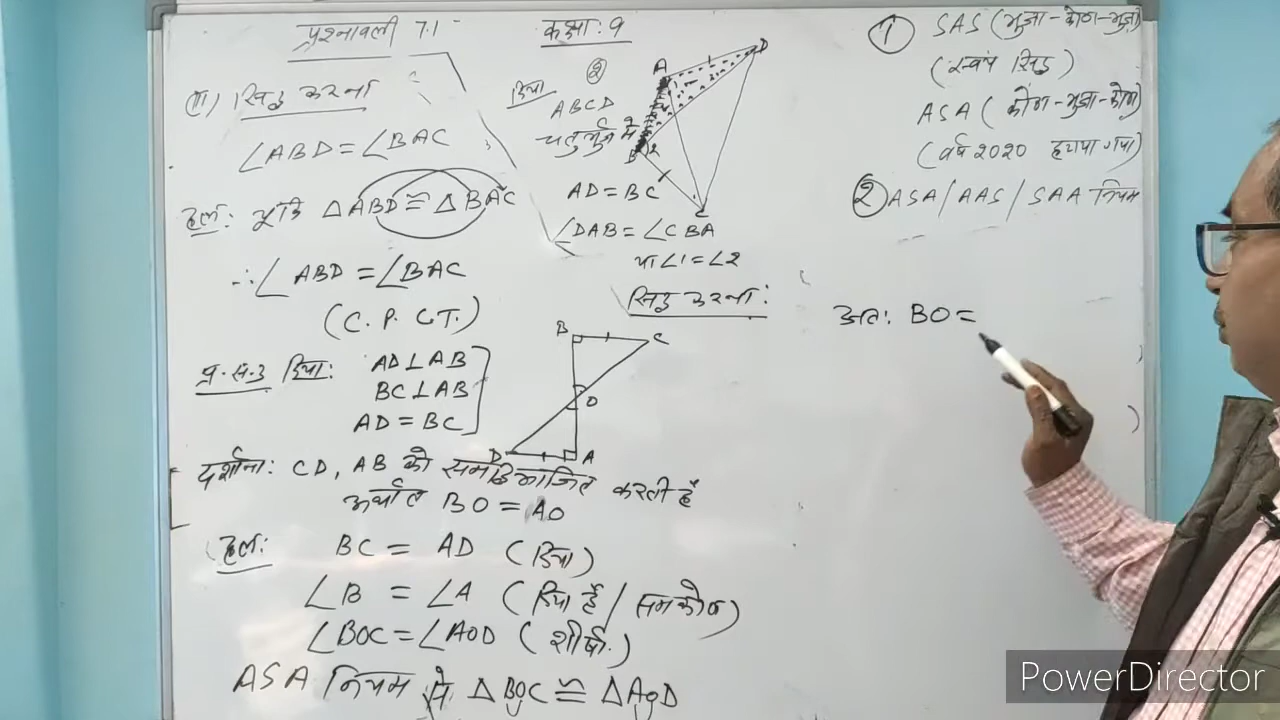 प्रश्नावली 7.1
कक्षा: 9
(iii) सिद्ध करना
∠ABD = ∠BAC
हल: चूँकि △ABD ≅ △BAC
∴ ∠ABD = ∠BAC
(C. P. C.T.)
②
दिया
ABCD
चतुर्भुज में
AD = BC
∠DAB = ∠CBA
या ∠1 = ∠2
सिद्ध करना:
A
D
B
2
C
प्र. सं. 3 दिया:
AD ⊥ AB
BC ⊥ AB
AD = BC
B
C
O
D
A
दर्शाना: CD, AB को समद्विभाजित करती है
अर्थात BO = AO
हल:
BC = AD (दिया)
∠B = ∠A (दिया है / समकोण)
∠BOC = ∠AOD (शीर्षा.)
ASA नियम से △BOC ≅ △AOD
① SAS (भुजा-कोण-भुजा)
(स्वयं सिद्ध)
ASA (कोण-भुजा-कोण)
(वर्ष 2020 हटाया गया)
② ASA / AAS / SAA नियम
अतः BO =
PowerDirector